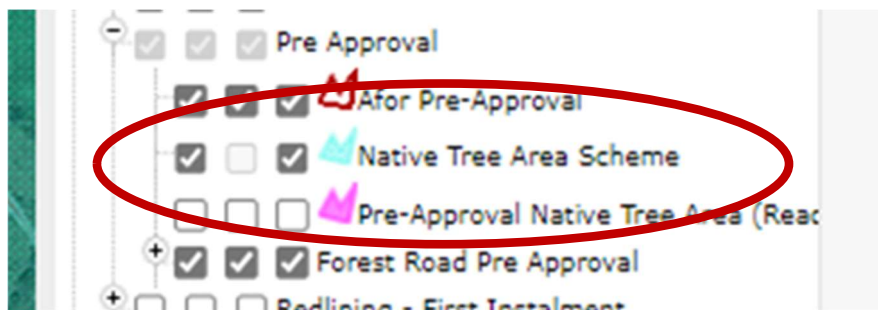 Pre Approval
Afor Pre-Approval
Native Tree Area Scheme
Pre-Approval Native Tree Area (Reac
Forest Road Pre Approval
Redlining - First Instalment